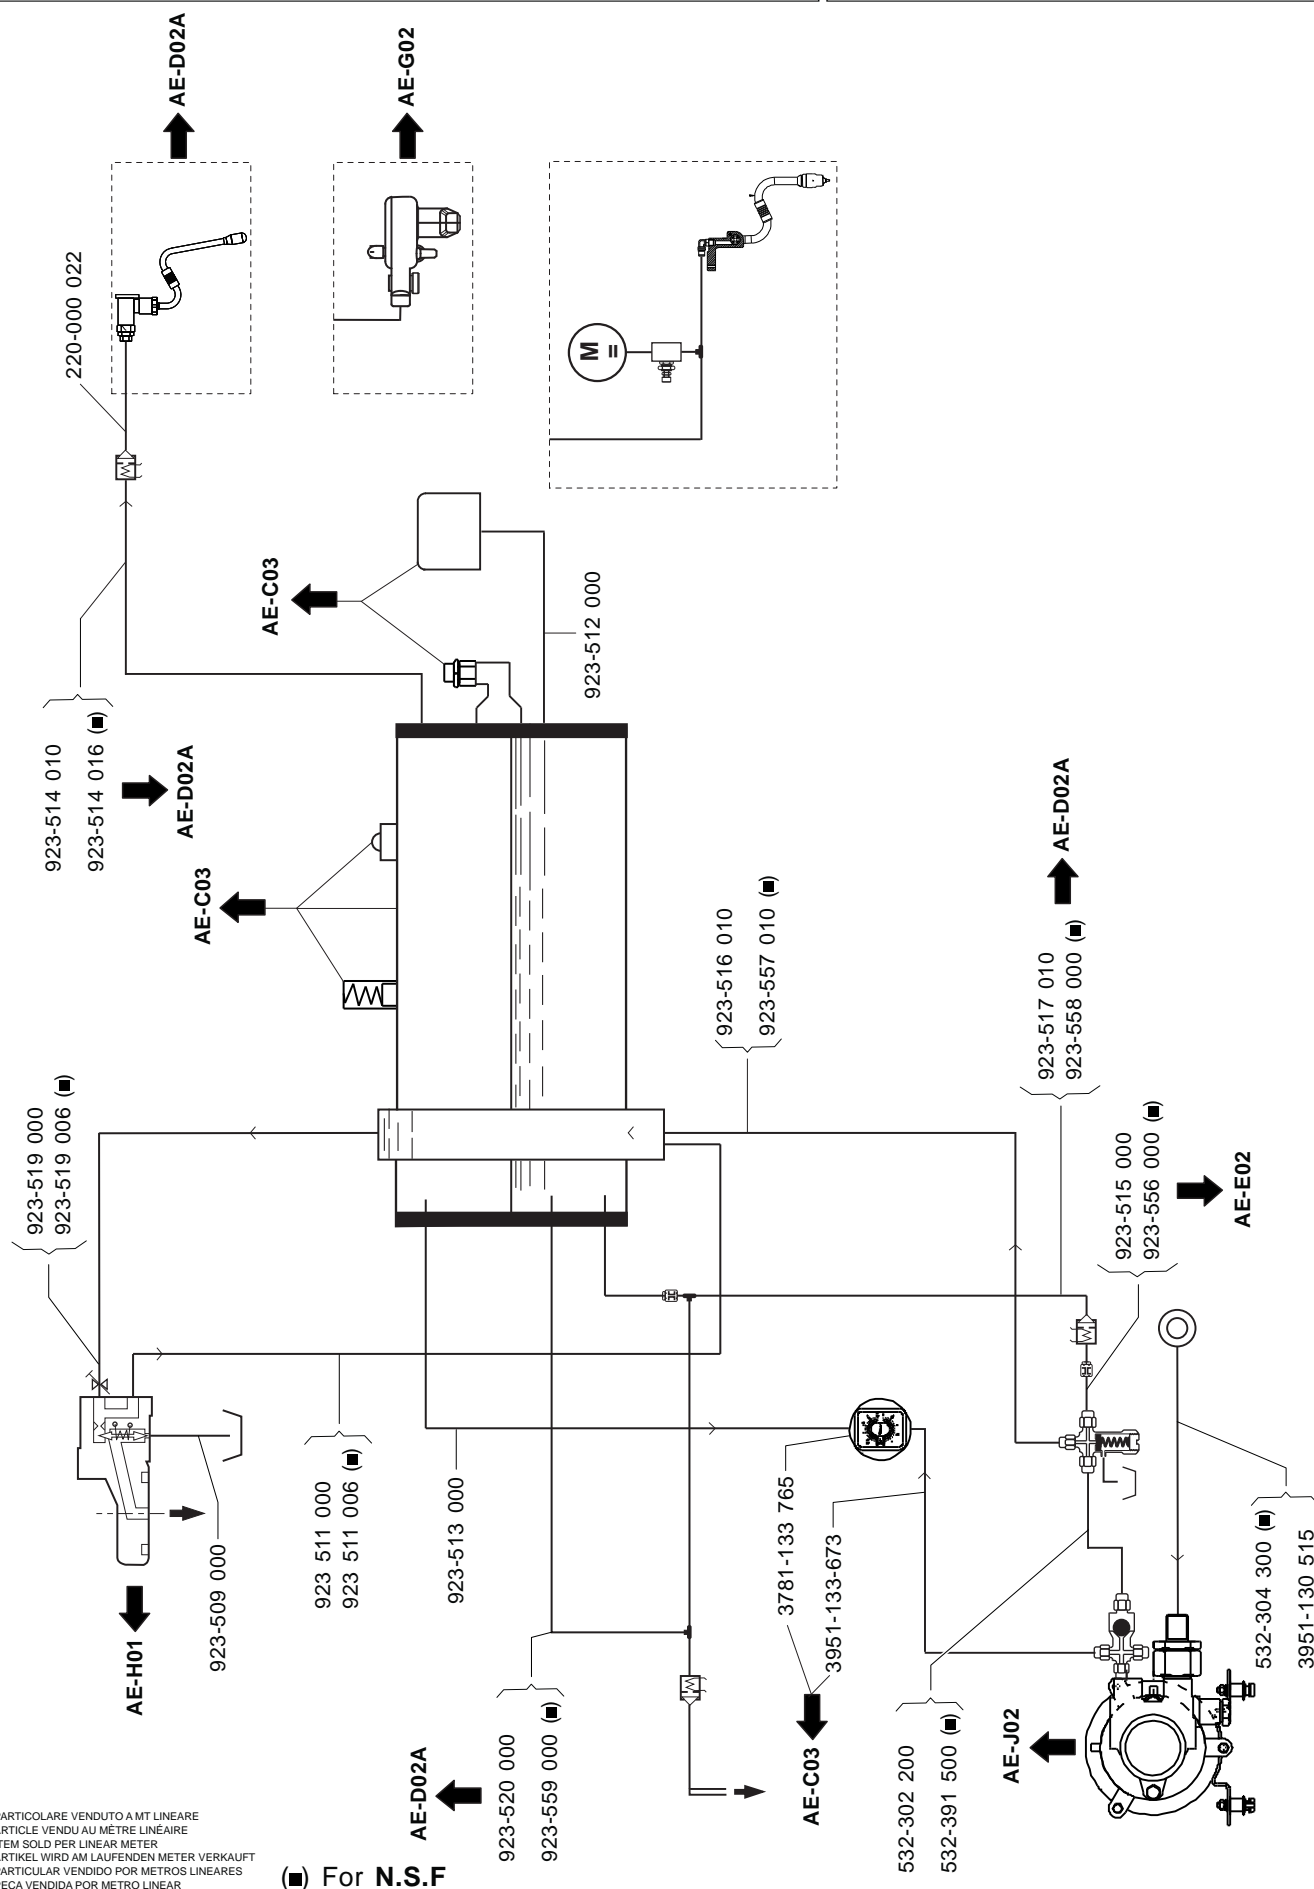 AE-D02A
AE-G02
220-000 022
AE-C03
923-512 000
923-514 010
923-514 016 (■)
AE-D02A
AE-C03
M
=
923-516 010
923-557 010 (■)
AE-D02A
923-517 010
923-558 000 (■)
923-519 000
923-519 006 (■)
923-515 000
923-556 000 (■)
AE-E02
AE-H01
923-509 000
923 511 000
923 511 006 (■)
923-513 000
3781-133 765
3951-133-673
AE-C03
532-304 300 (■)
3951-130 515
AE-D02A
923-520 000
923-559 000 (■)
532-302 200
532-391 500 (■)
AE-J02
PARTICOLARE VENDUTO A MT LINEARE
ARTICLE VENDU AU MÈTRE LINÉAIRE
ITEM SOLD PER LINEAR METER
ARTIKEL WIRD AM LAUFENDEN METER VERKAUFT
PARTICULAR VENDIDO POR METROS LINEARES
PEÇA VENDIDA POR METRO LINEAR
(■) For N.S.F